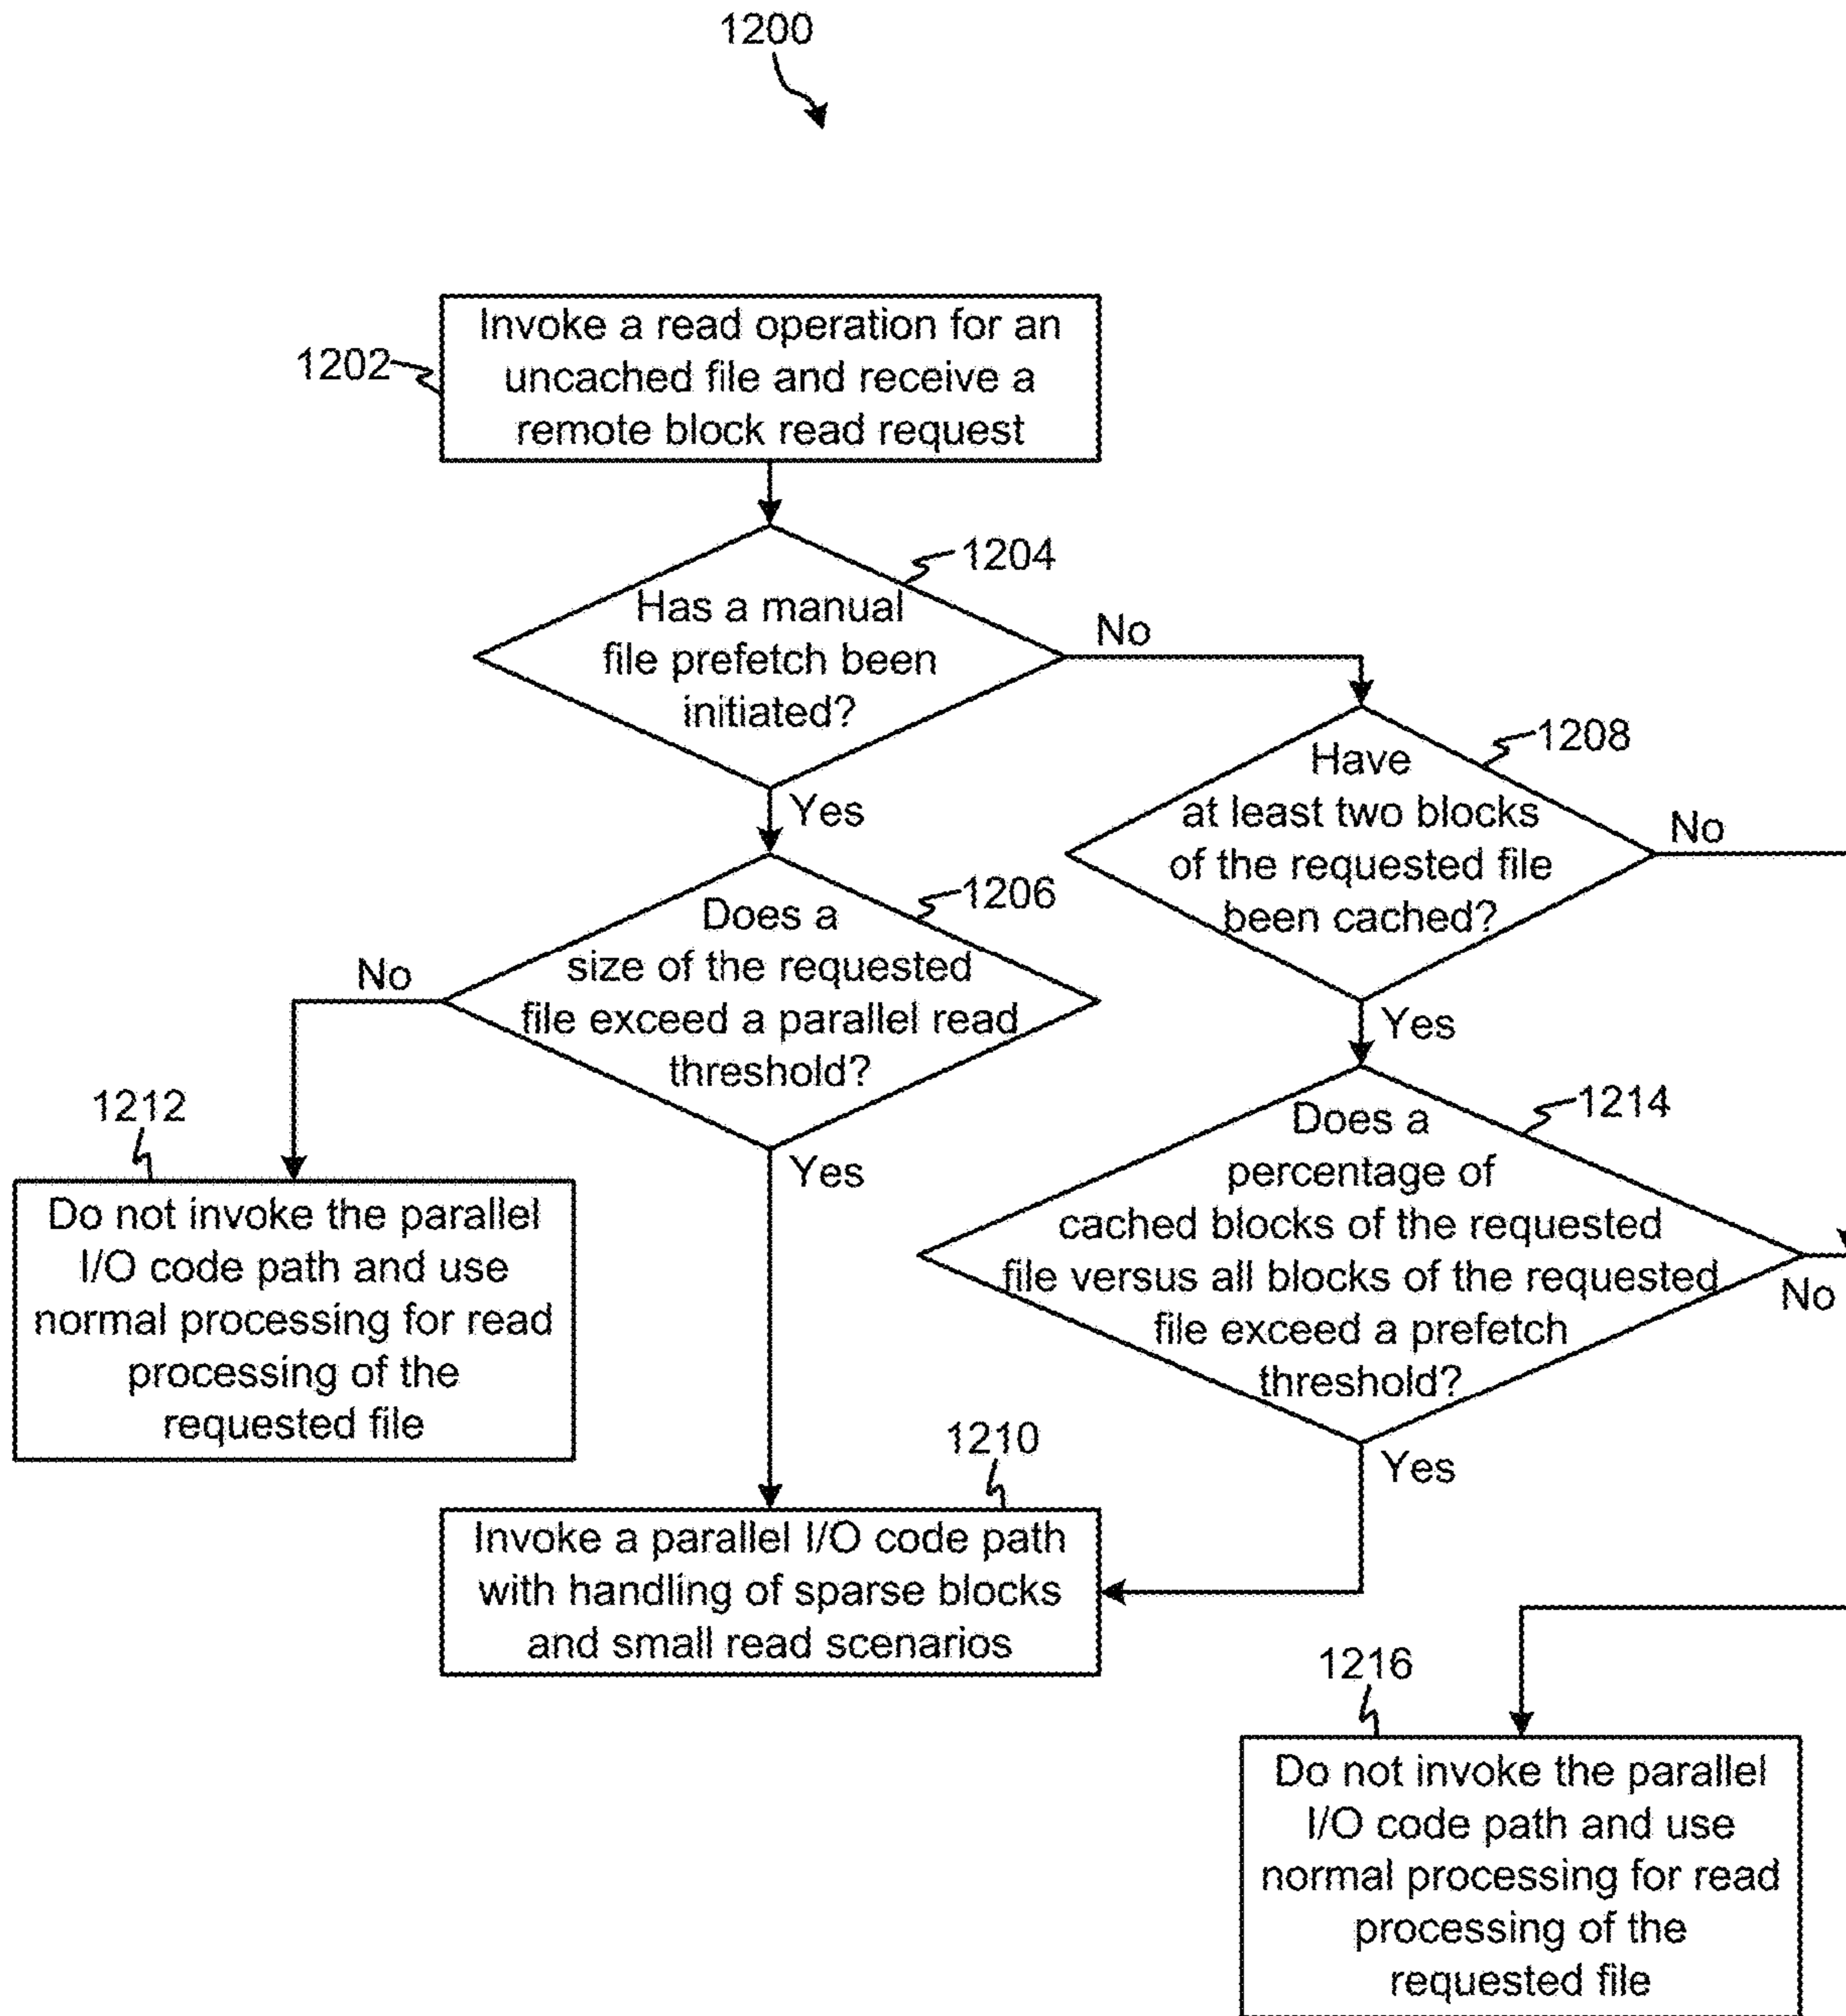 1200
1202
Invoke a read operation for an
uncached file and receive a
remote block read request
1204
Has a manual
file prefetch been
initiated?
No
Yes
1208
Have
at least two blocks
of the requested file
been cached?
No
Yes
1206
Does a
size of the requested
file exceed a parallel read
threshold?
No
Yes
1212
Do not invoke the parallel
I/O code path and use
normal processing for read
processing of the
requested file
1214
Does a
percentage of
cached blocks of the requested
file versus all blocks of the requested
file exceed a prefetch
threshold?
No
Yes
1210
Invoke a parallel I/O code path
with handling of sparse blocks
and small read scenarios
1216
Do not invoke the parallel
I/O code path and use
normal processing for read
processing of the
requested file